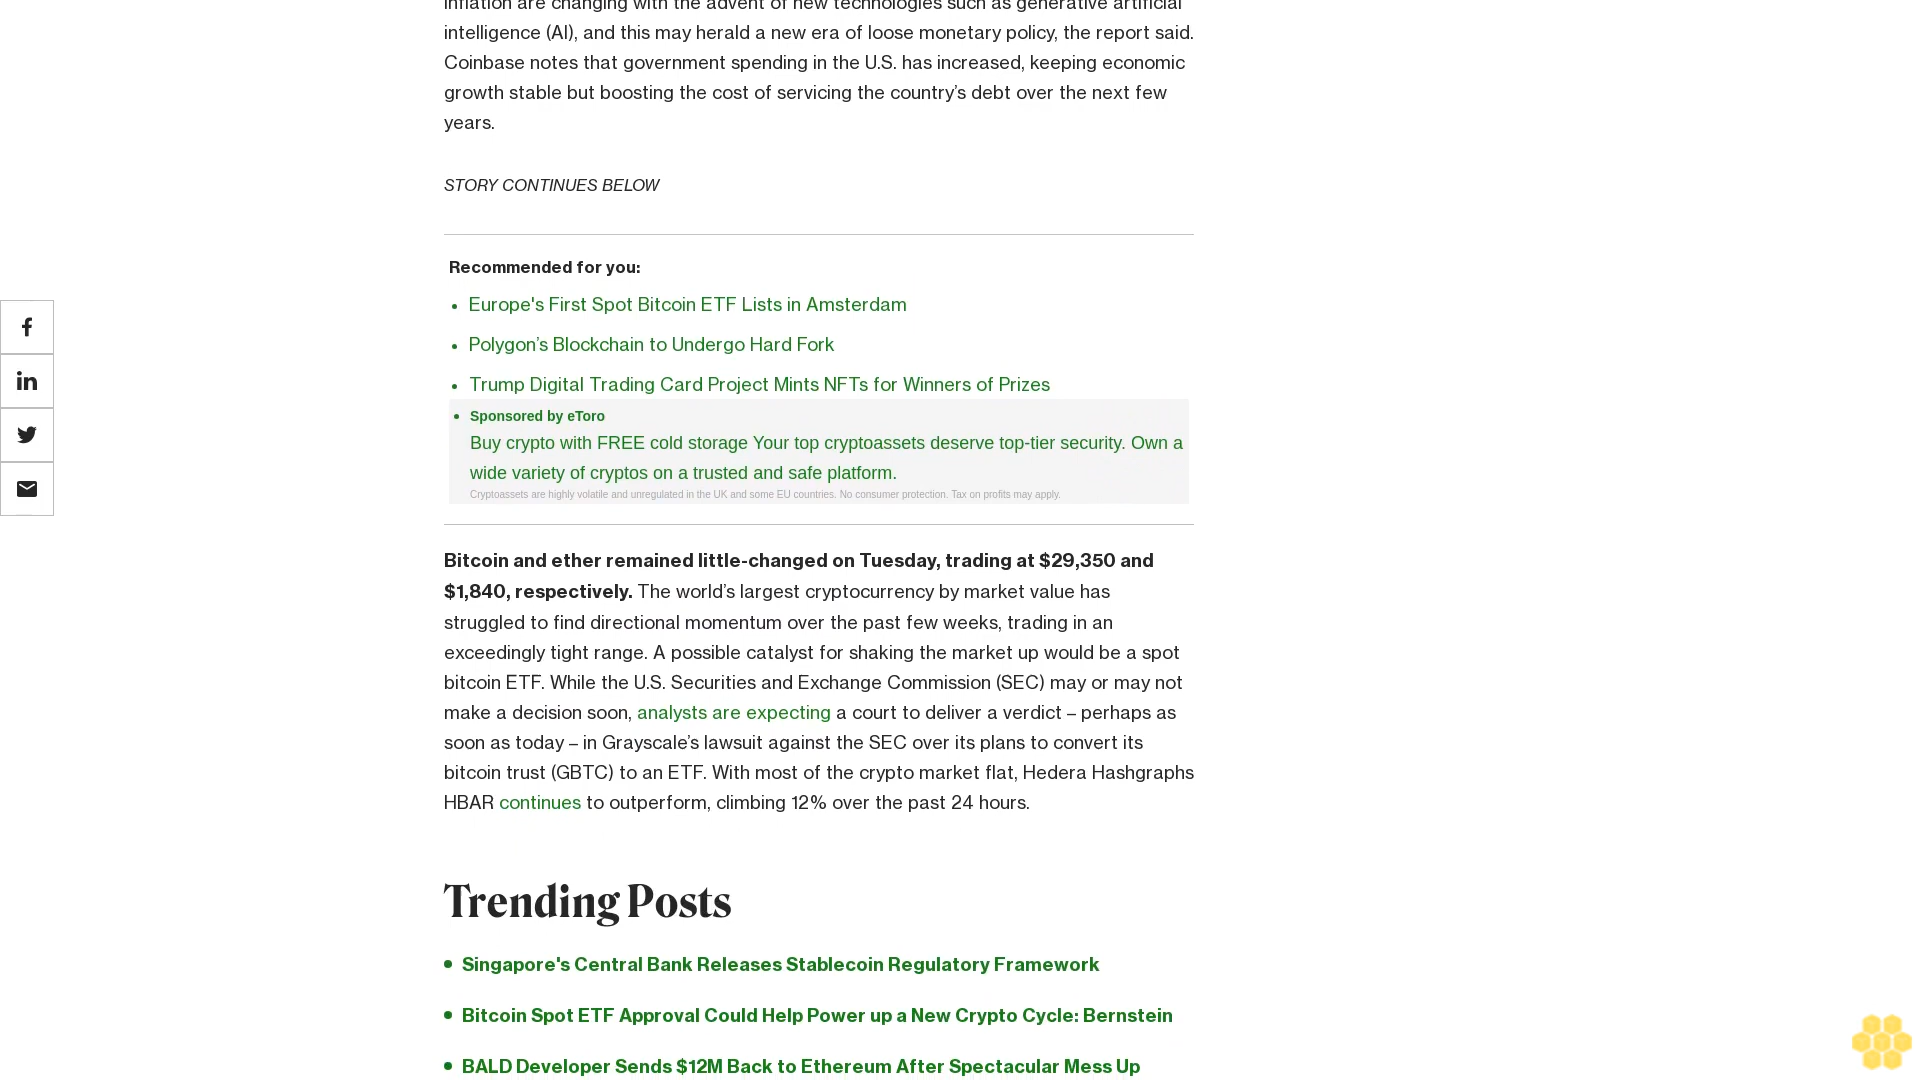 inflation are changing with the advent of new technologies such as generative artificial
intelligence (AI), and this may herald a new era of loose monetary policy, the report said.
Coinbase notes that government spending in the U.S. has increased, keeping economic
growth stable but boosting the cost of servicing the country’s debt over the next few
years.
STORY CONTINUES BELOW
Recommended for you:
• Europe's First Spot Bitcoin ETF Lists in Amsterdam
• Polygon’s Blockchain to Undergo Hard Fork
• Trump Digital Trading Card Project Mints NFTs for Winners of Prizes
• Sponsored by eToro
Buy crypto with FREE cold storage Your top cryptoassets deserve top-tier security. Own a
wide variety of cryptos on a trusted and safe platform.
Cryptoassets are highly volatile and unregulated in the UK and some EU countries. No consumer protection. Tax on profits may apply.
Bitcoin and ether remained little-changed on Tuesday, trading at $29,350 and
$1,840, respectively. The world’s largest cryptocurrency by market value has
struggled to find directional momentum over the past few weeks, trading in an
exceedingly tight range. A possible catalyst for shaking the market up would be a spot
bitcoin ETF. While the U.S. Securities and Exchange Commission (SEC) may or may not
make a decision soon, analysts are expecting a court to deliver a verdict – perhaps as
soon as today – in Grayscale’s lawsuit against the SEC over its plans to convert its
bitcoin trust (GBTC) to an ETF. With most of the crypto market flat, Hedera Hashgraphs
HBAR continues to outperform, climbing 12% over the past 24 hours.
Trending Posts
• Singapore's Central Bank Releases Stablecoin Regulatory Framework
• Bitcoin Spot ETF Approval Could Help Power up a New Crypto Cycle: Bernstein
• BALD Developer Sends $12M Back to Ethereum After Spectacular Mess Up